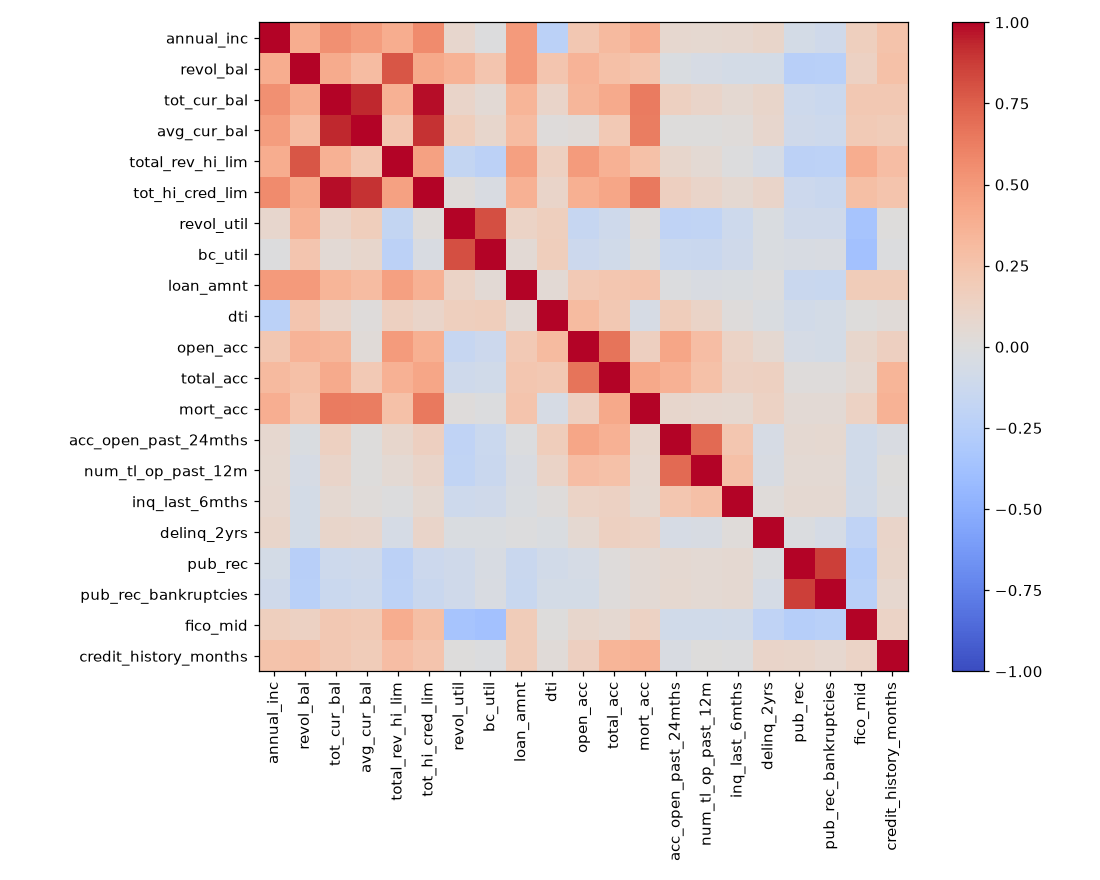 annual_inc
revol_bal
tot_cur_bal
avg_cur_bal
total_rev_hi_lim
tot_hi_cred_lim
revol_util
bc_util
loan_amnt
dti
open_acc
total_acc
mort_acc
acc_open_past_24mths
num_tl_op_past_12m
inq_last_6mths
delinq_2yrs
pub_rec
pub_rec_bankruptcies
fico_mid
credit_history_months
annual_inc
revol_bal
tot_cur_bal
avg_cur_bal
total_rev_hi_lim
tot_hi_cred_lim
revol_util
bc_util
loan_amnt
dti
open_acc
total_acc
mort_acc
acc_open_past_24mths
num_tl_op_past_12m
inq_last_6mths
delinq_2yrs
pub_rec
pub_rec_bankruptcies
fico_mid
credit_history_months
1.00
0.75
0.50
0.25
0.00
−0.25
−0.50
−0.75
−1.00